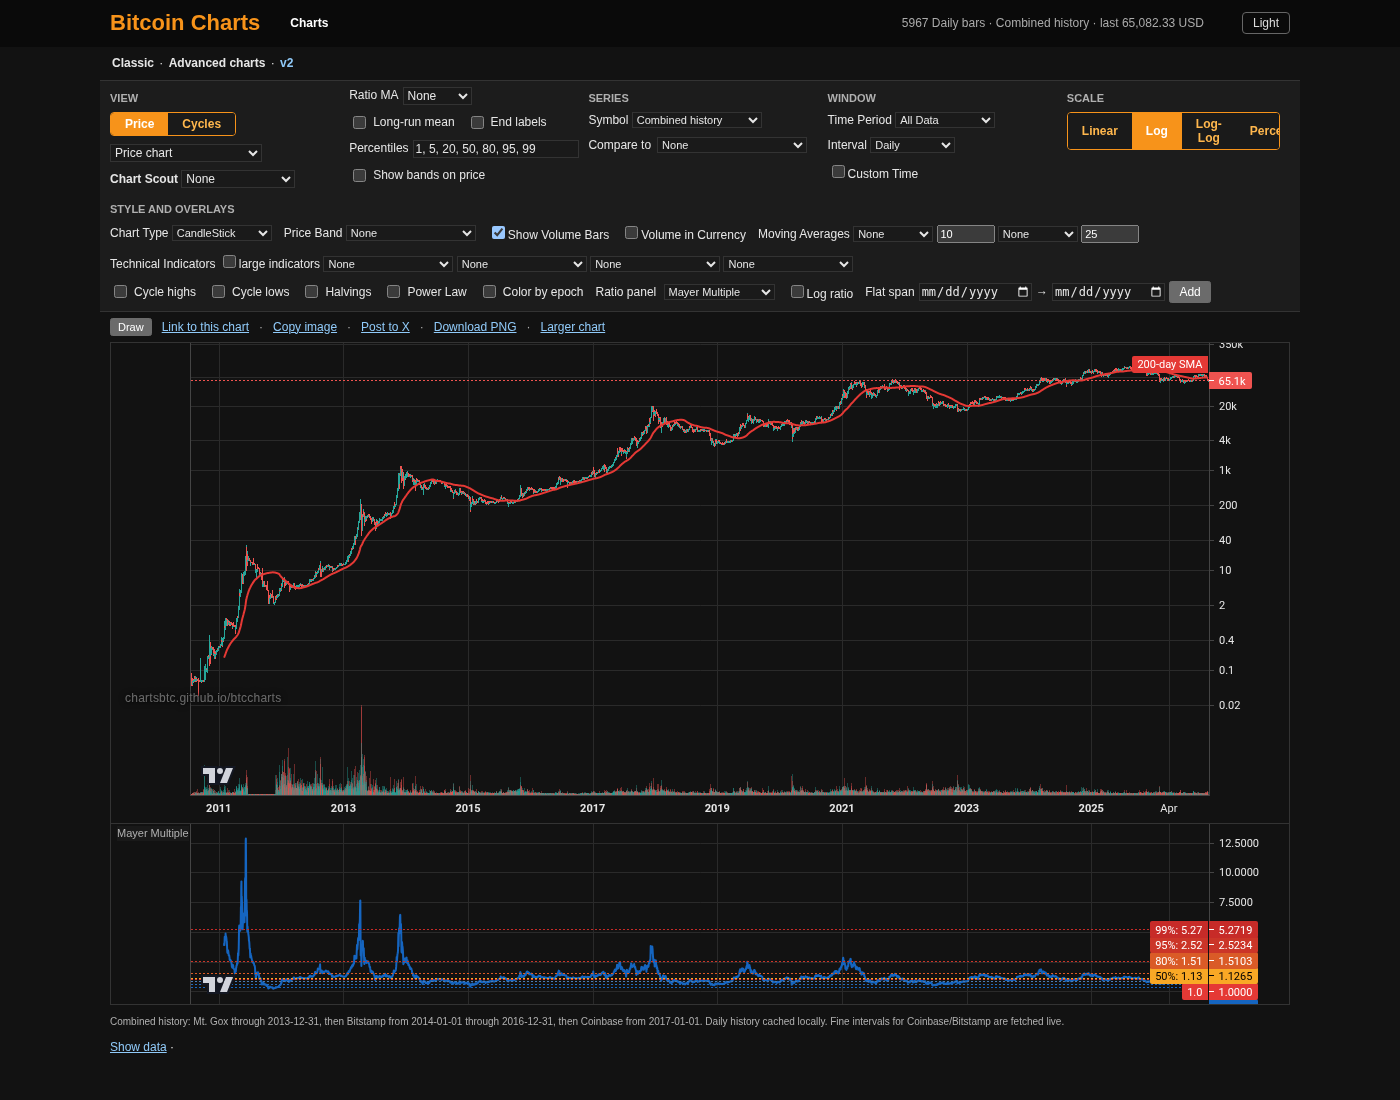 Bitcoin Charts
Charts
5967 Daily bars · Combined history · last 65,082.33 USD
Light
Classic · Advanced charts · v2
VIEW
Price Cycles
Price chart
Chart Scout None
Ratio MA None
Long-run mean End labels
Percentiles 1, 5, 20, 50, 80, 95, 99
Show bands on price
SERIES
Symbol Combined history
Compare to None
WINDOW
Time Period All Data
Interval Daily
Custom Time
SCALE
Linear Log Log-Log Perce
STYLE AND OVERLAYS
Chart Type CandleStick Price Band None Show Volume Bars Volume in Currency Moving Averages None 10 None 25
Technical Indicators large indicators None None None None
Cycle highs Cycle lows Halvings Power Law Color by epoch Ratio panel Mayer Multiple Log ratio Flat span mm/dd/yyyy → mm/dd/yyyy Add
Draw Link to this chart · Copy image · Post to X · Download PNG · Larger chart
350k
200-day SMA
65.1k
20k
4k
1k
200
40
10
2
0.4
0.1
chartsbtc.github.io/btccharts
0.02
2011 2013 2015 2017 2019 2021 2023 2025 Apr
Mayer Multiple
12.5000
10.0000
7.5000
99%: 5.27 5.2719
95%: 2.52 2.5234
80%: 1.51 1.5103
50%: 1.13 1.1265
1.0 1.0000
Combined history: Mt. Gox through 2013-12-31, then Bitstamp from 2014-01-01 through 2016-12-31, then Coinbase from 2017-01-01. Daily history cached locally. Fine intervals for Coinbase/Bitstamp are fetched live.
Show data ·